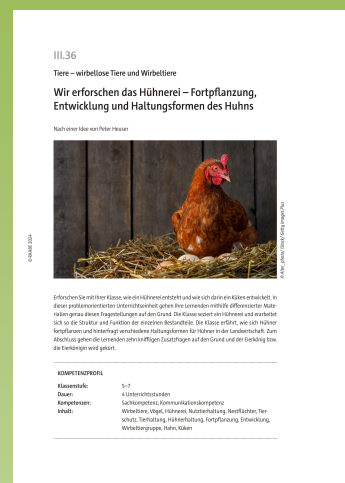 III.36
Tiere – wirbellose Tiere und Wirbeltiere
Wir erforschen das Hühnerei – Fortpflanzung,
Entwicklung und Haltungsformen des Huhns
Nach einer Idee von Peter Heuser
© RAABE 2024
© Alter_photo/ iStock/ Getty Images Plus
Erforschen Sie mit Ihrer Klasse, wie ein Hühnerei entsteht und wie sich darin ein Küken entwickelt. In
dieser problemorientierten Unterrichtseinheit gehen Ihre Lernenden mithilfe differenzierter Mate-
rialien genau diesen Fragestellungen auf den Grund. Die Klasse seziert ein Hühnerei und erarbeitet
sich so die Struktur und Funktion der einzelnen Bestandteile. Die Klasse erfährt, wie sich Hühner
fortpflanzen und hinterfragt verschiedene Haltungsformen für Hühner in der Landwirtschaft. Zum
Abschluss gehen die Lernenden zehn kniffligen Zusatzfragen auf den Grund und der Eierkönig bzw.
die Eierkönigin wird gekürt.
KOMPETENZPROFIL
Klassenstufe: 5–7
Dauer: 4 Unterrichtsstunden
Kompetenzen: Sachkompetenz, Kommunikationskompetenz
Inhalt: Wirbeltiere, Vögel, Hühnerei, Nutztierhaltung, Nestflüchter, Tier-
schutz, Tierhaltung, Hühnerhaltung, Fortpflanzung, Entwicklung,
Wirbeltiergruppe, Hahn, Küken